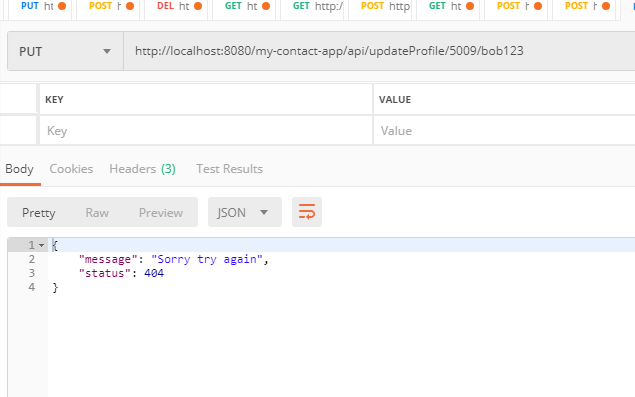 PUT ht POST h DEL ht GET ht GET http:/ POST http GET ht POST h POST h
PUT http://localhost:8080/my-contact-app/api/updateProfile/5009/bob123
KEY VALUE
Key Value
Body Cookies Headers (3) Test Results
Pretty Raw Preview JSON
1 {
2 "message": "Sorry try again",
3 "status": 404
4 }